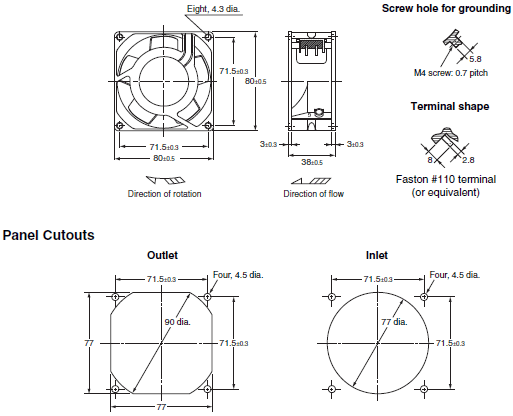 Eight, 4.3 dia.
71.5±0.3
80±0.5
71.5±0.3
80±0.5
Direction of rotation
3±0.3
3±0.3
38±0.5
Direction of flow
Screw hole for grounding
5.8
M4 screw: 0.7 pitch
Terminal shape
8
2.8
Faston #110 terminal
(or equivalent)
Panel Cutouts
Outlet
71.5±0.3
Four, 4.5 dia.
90 dia.
77
71.5±0.3
77
Inlet
71.5±0.3
Four, 4.5 dia.
77 dia.
71.5±0.3